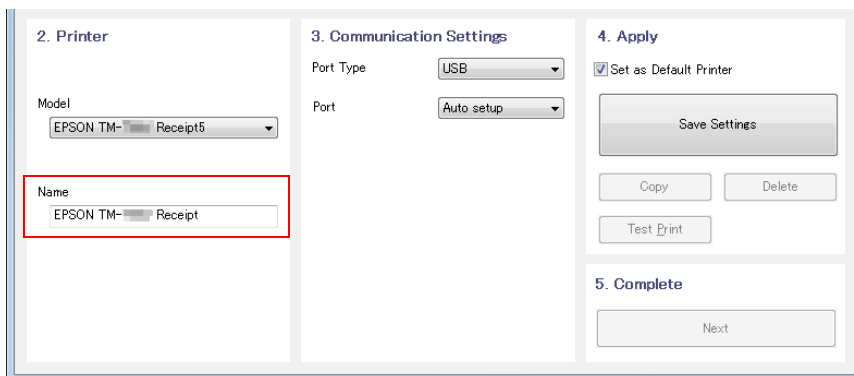 2. Printer
Model
EPSON TM- Receipt5
Name
EPSON TM- Receipt
3. Communication Settings
Port Type
USB
Port
Auto setup
4. Apply
Set as Default Printer
Save Settings
Copy
Delete
Test Print
5. Complete
Next